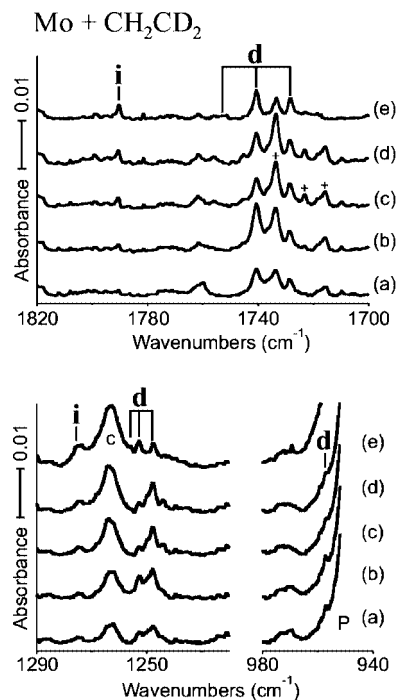 Mo + CH₂CD₂
0.01
Absorbance
i
d
(e)
(d)
+
(c)
+ +
(b)
(a)
1820 1780 1740 1700
Wavenumbers (cm⁻¹)
0.01
Absorbance
i
c
d
d
(e)
(d)
(c)
(b)
P (a)
1290 1250 980 940
Wavenumbers (cm⁻¹)